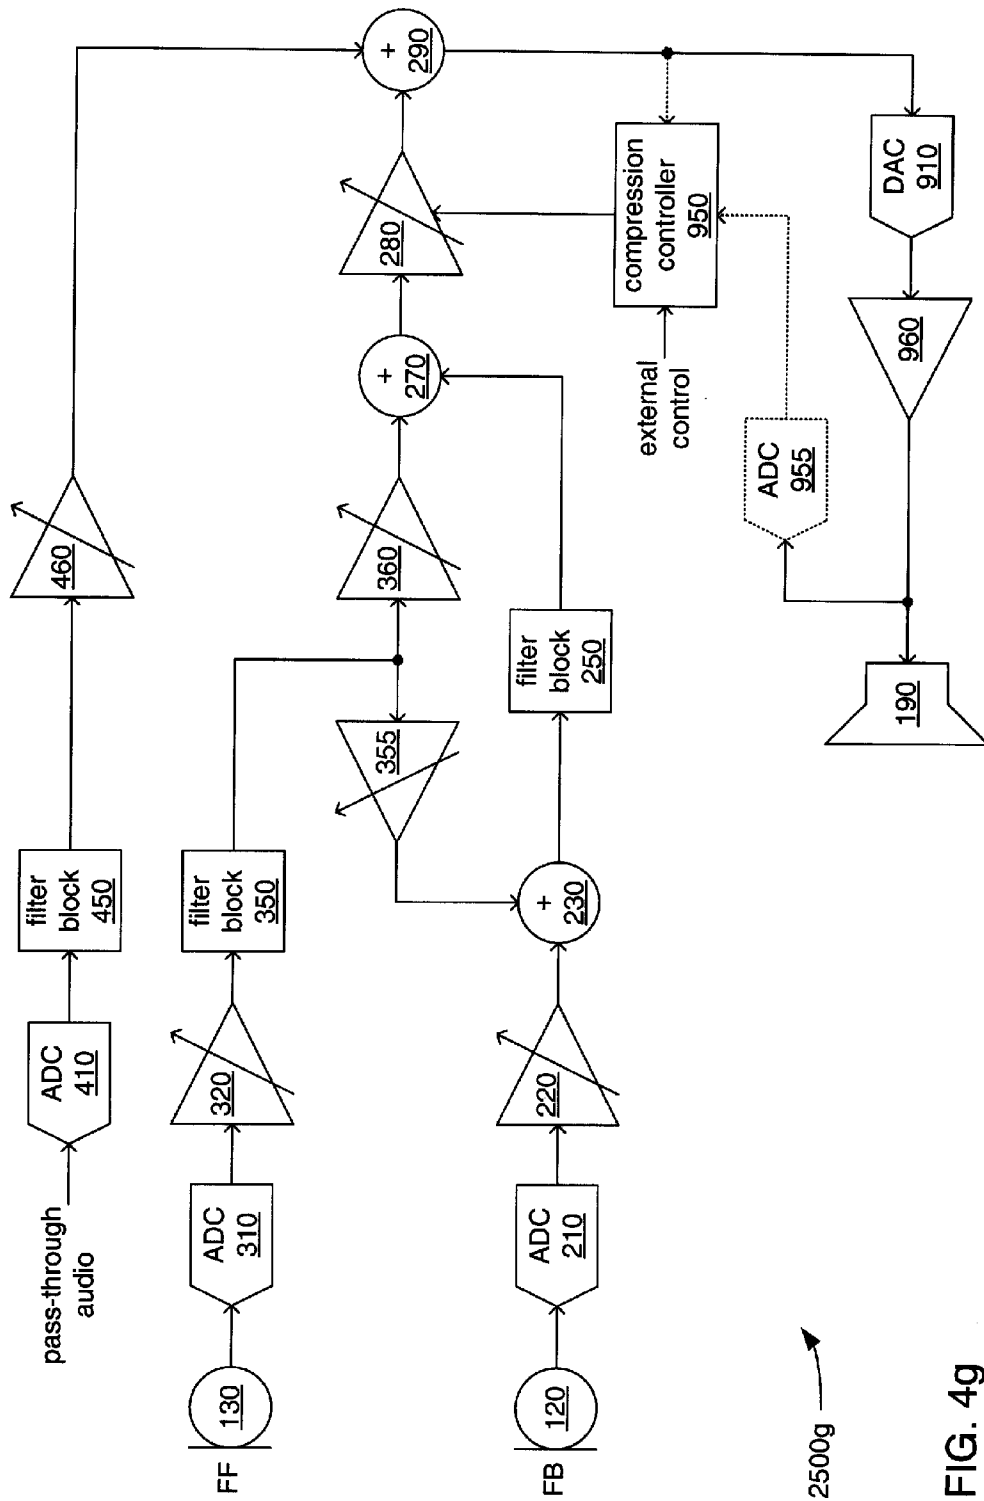 pass-through
audio
ADC
410
filter
block
450
460
FF
130
ADC
310
320
filter
block
350
355
360
+
270
280
+
290
FB
120
ADC
210
220
+
230
filter
block
250
external
control
compression
controller
950
ADC
955
DAC
910
960
190
2500g
FIG. 4g